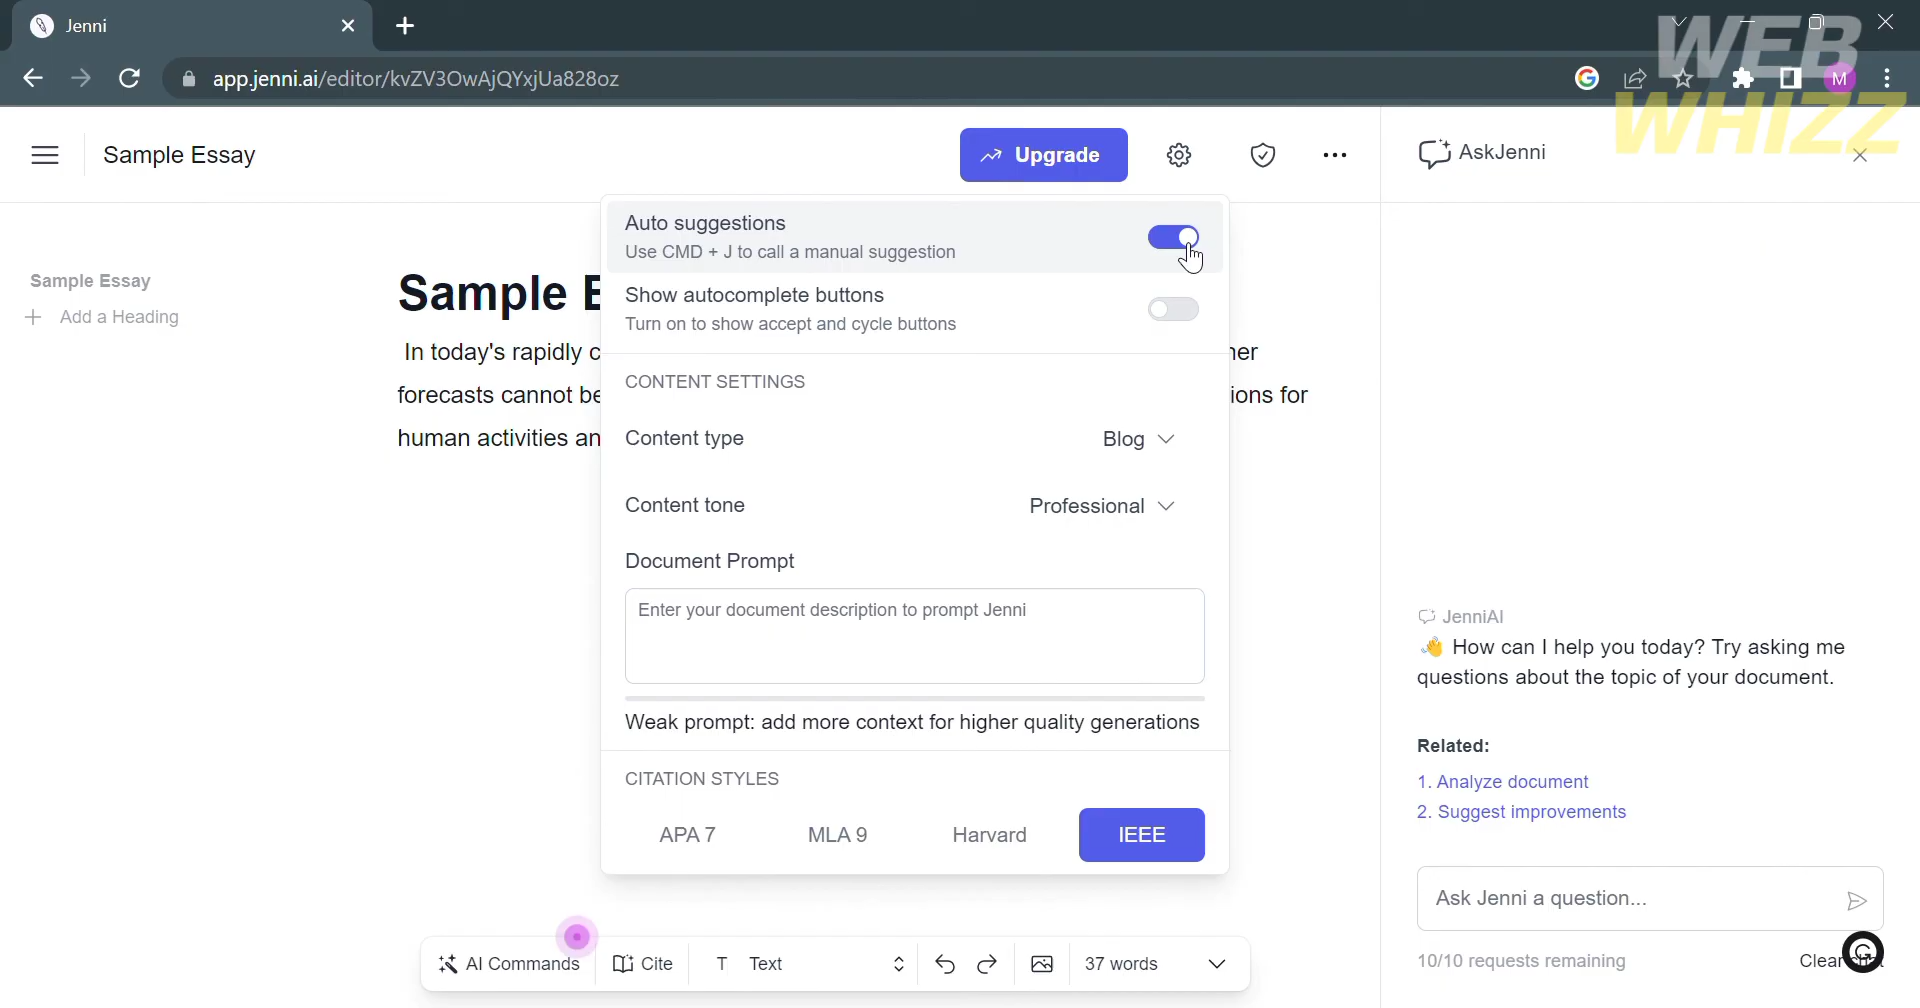 Jenni
app.jenni.ai/editor/kvZV3OwAjQYxjUa828oz
M
WEB
WHIZZ
Sample Essay
Upgrade
AskJenni
Sample Essay
Add a Heading
Sample E
In today's rapidly c
her
forecasts cannot be
ions for
human activities an
Auto suggestions
Use CMD + J to call a manual suggestion
Show autocomplete buttons
Turn on to show accept and cycle buttons
CONTENT SETTINGS
Content type
Blog
Content tone
Professional
Document Prompt
Enter your document description to prompt Jenni
Weak prompt: add more context for higher quality generations
CITATION STYLES
APA 7
MLA 9
Harvard
IEEE
JenniAI
👋 How can I help you today? Try asking me
questions about the topic of your document.
Related:
1. Analyze document
2. Suggest improvements
Ask Jenni a question...
10/10 requests remaining
Clear chat
AI Commands
Cite
T Text
37 words